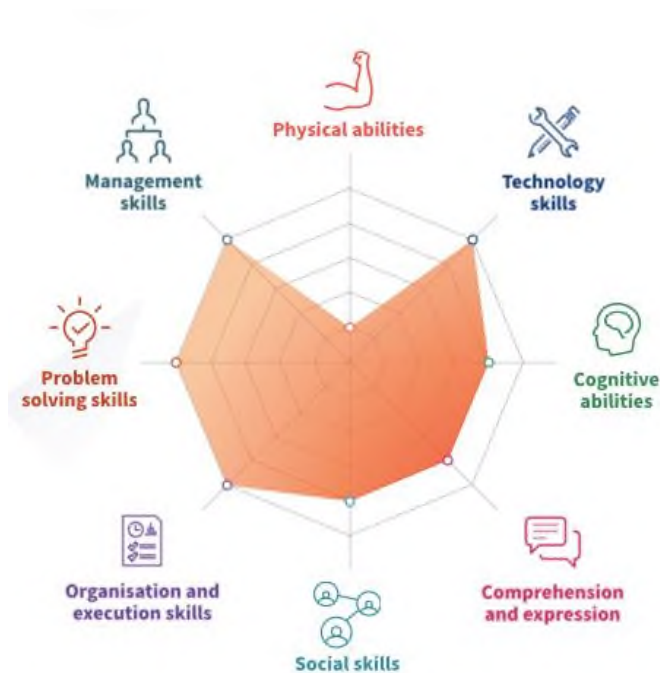 Physical abilities
Management
skills
Technology
skills
Problem
solving skills
Cognitive
abilities
Organisation and
execution skills
Comprehension
and expression
Social skills